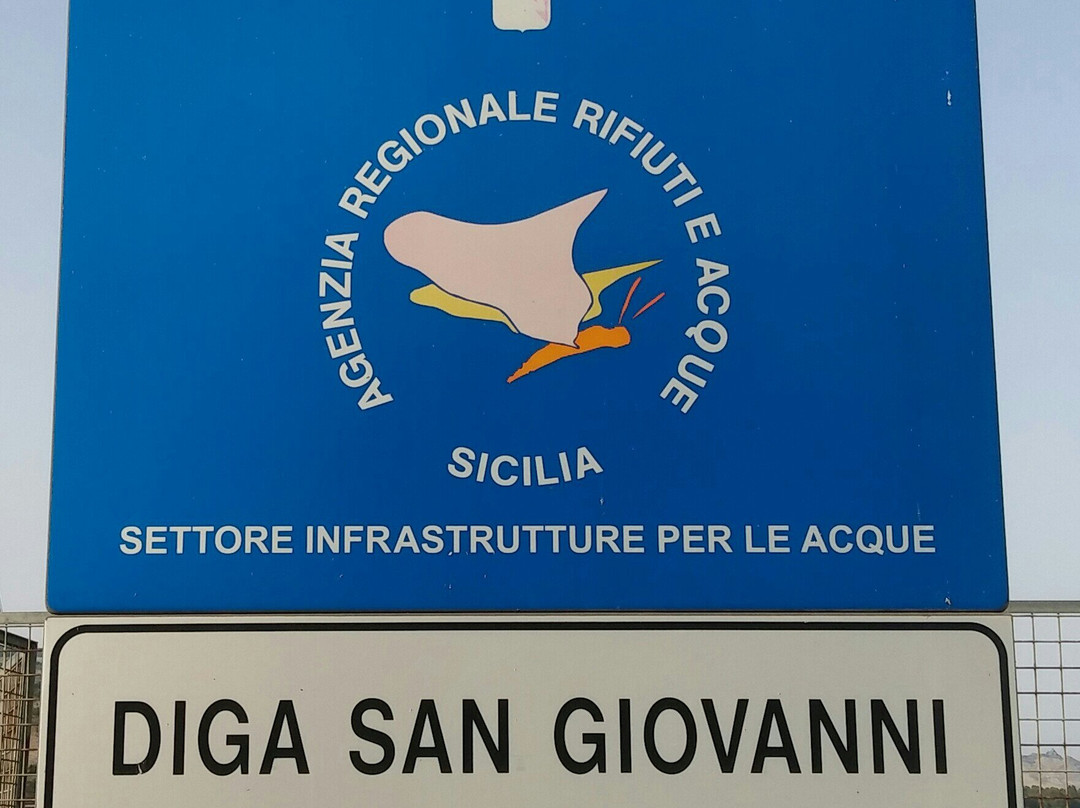 AGENZIA REGIONALE RIFIUTI E ACQUE
SICILIA
SETTORE INFRASTRUTTURE PER LE ACQUE
DIGA SAN GIOVANNI